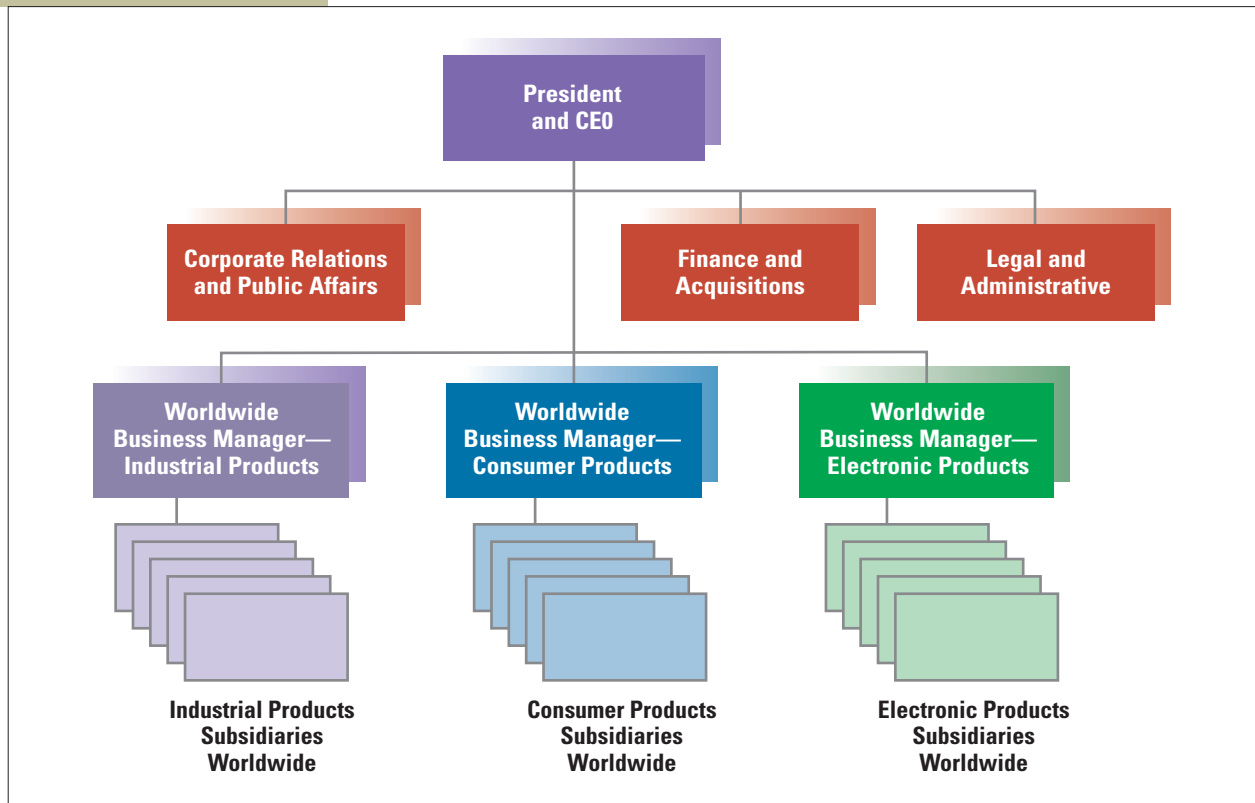 President
and CEO
Corporate Relations
and Public Affairs
Finance and
Acquisitions
Legal and
Administrative
Worldwide
Business Manager—
Industrial Products
Worldwide
Business Manager—
Consumer Products
Worldwide
Business Manager—
Electronic Products
Industrial Products
Subsidiaries
Worldwide
Consumer Products
Subsidiaries
Worldwide
Electronic Products
Subsidiaries
Worldwide